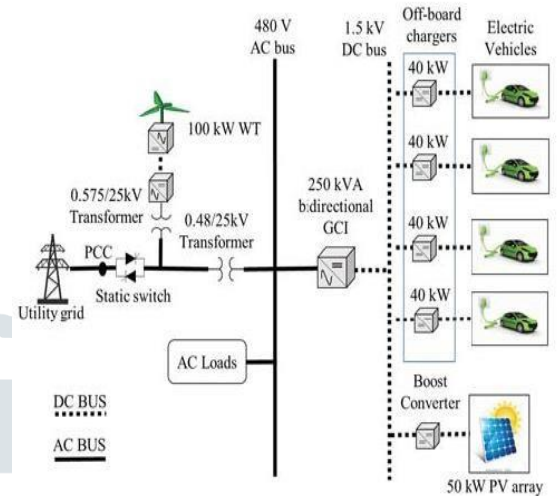 480 V
AC bus
1.5 kV
DC bus
Off-board
chargers
Electric
Vehicles
40 kW
100 kW WT
40 kW
0.575/25kV
Transformer
0.48/25kV
Transformer
250 kVA
bidirectional
GCI
40 kW
PCC
Static switch
Utility grid
40 kW
AC Loads
DC BUS
AC BUS
Boost
Converter
50 kW PV array